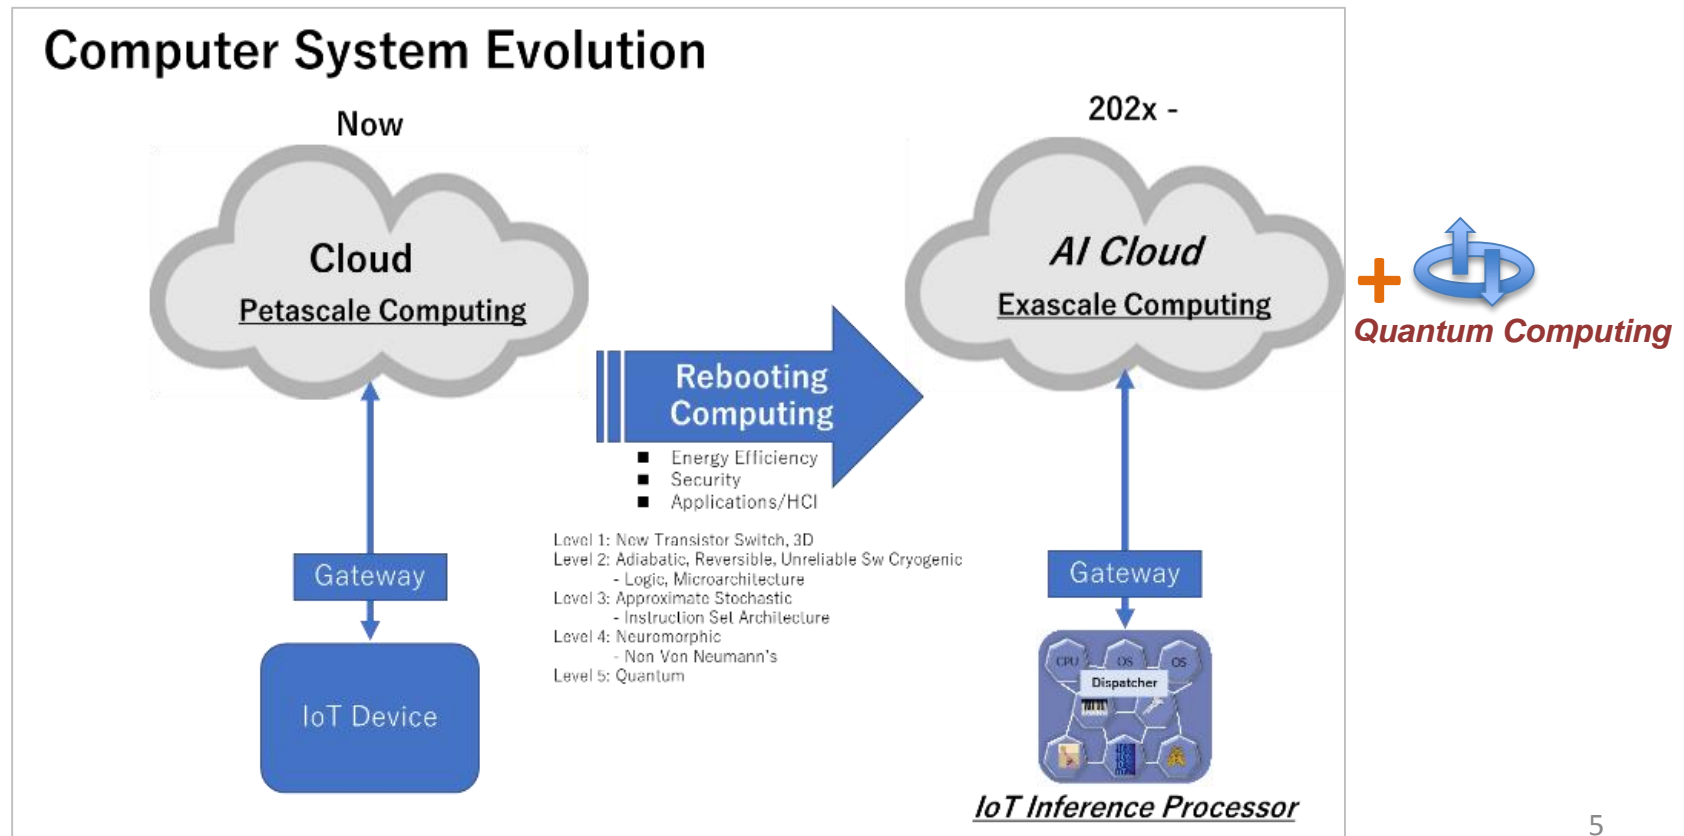 Computer System Evolution
Now
Cloud
Petascale Computing
Gateway
IoT Device
Rebooting
Computing
■ Energy Efficiency
■ Security
■ Applications/HCI
Level 1: New Transistor Switch, 3D
Level 2: Adiabatic, Reversible, Unreliable Sw Cryogenic
- Logic, Microarchitecture
Level 3: Approximate Stochastic
- Instruction Set Architecture
Level 4: Neuromorphic
- Non Von Neumann's
Level 5: Quantum
202x -
AI Cloud
Exascale Computing
Gateway
CPU OS OS
Dispatcher
IoT Inference Processor
+
Quantum Computing
5